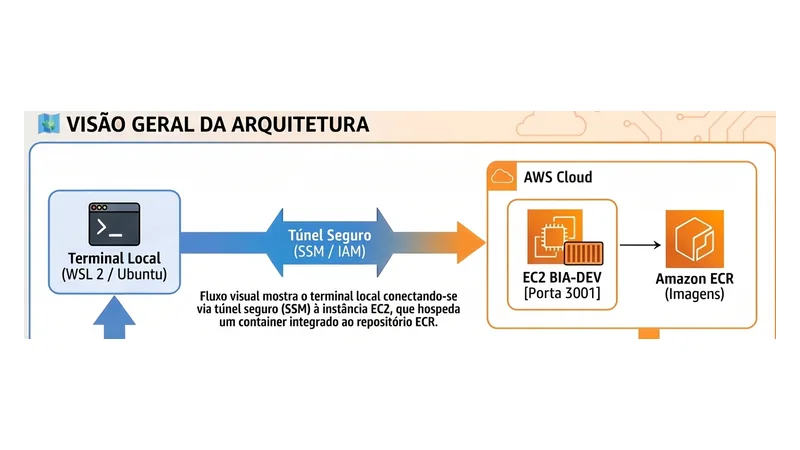 VISÃO GERAL DA ARQUITETURA
AWS Cloud
>_
Terminal Local
(WSL 2 / Ubuntu)
Túnel Seguro
(SSM / IAM)
EC2 BIA-DEV
[Porta 3001]
Amazon ECR
(Imagens)
Fluxo visual mostra o terminal local conectando-se
via túnel seguro (SSM) à instância EC2, que hospeda
um container integrado ao repositório ECR.